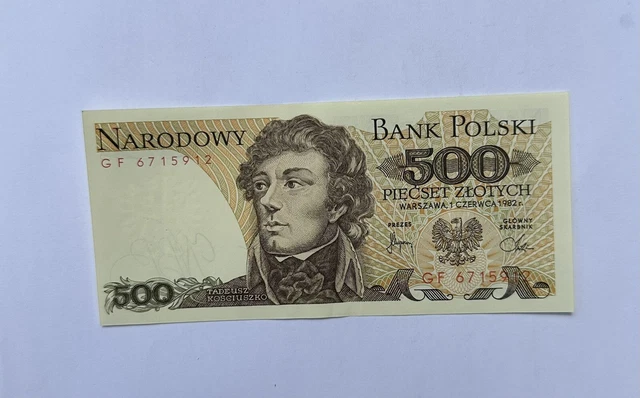 NARODOWY BANK POLSKI
GF 6715912
500
PIĘĆSET ZŁOTYCH
WARSZAWA, 1 CZERWCA 1982 r.
PREZES
GŁÓWNY
SKARBNIK
GF 6715912
500
TADEUSZ
KOŚCIUSZKO